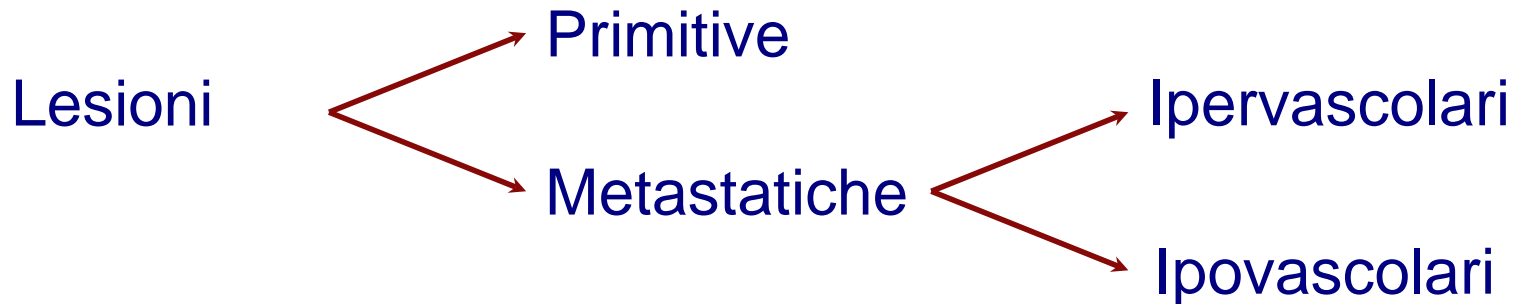 Primitive
Lesioni
Ipervascolari
Metastatiche
Ipovascolari